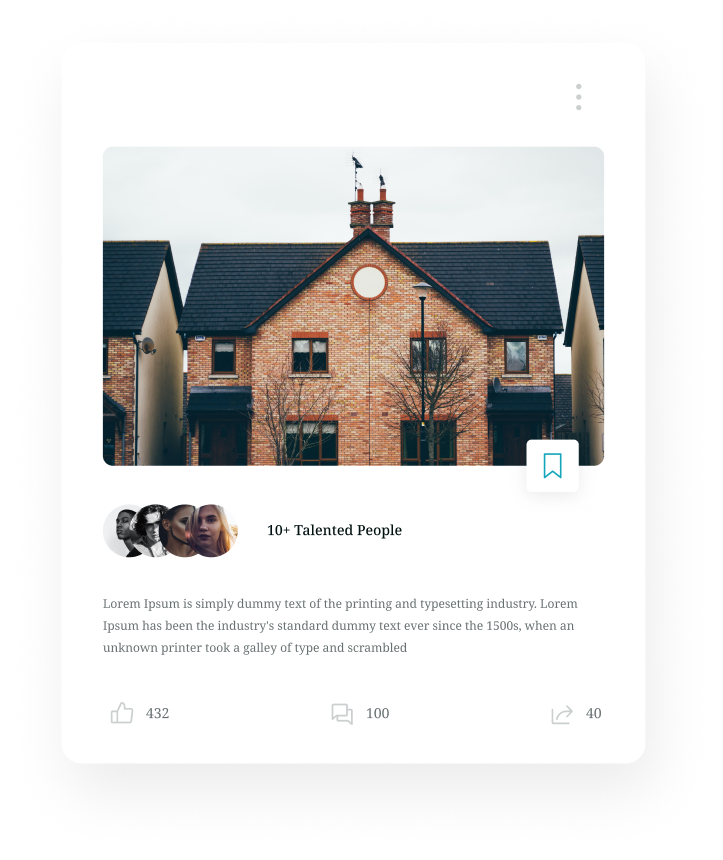 10+ Talented People
Lorem Ipsum is simply dummy text of the printing and typesetting industry. Lorem
Ipsum has been the industry's standard dummy text ever since the 1500s, when an
unknown printer took a galley of type and scrambled
432 100 40